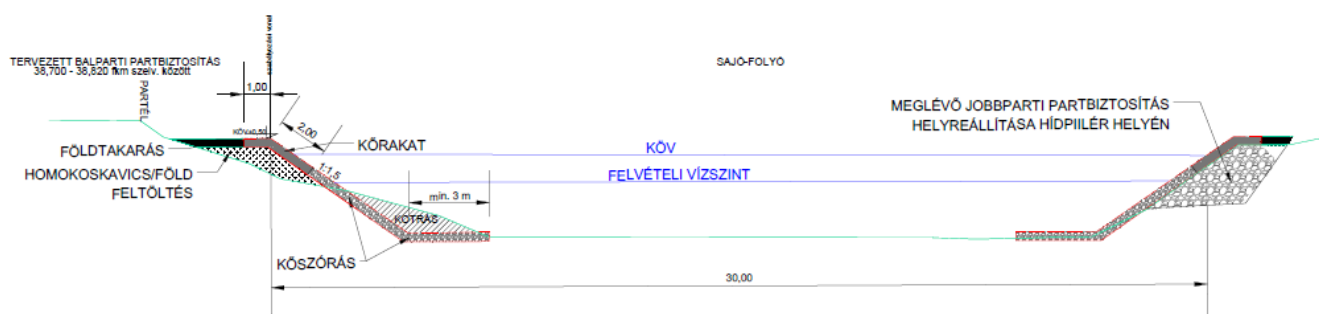 szabályozási vonal
TERVEZETT BALPARTI PARTBIZTOSÍTÁS
38,700 - 38,820 fkm szelv. között
SAJÓ-FOLYÓ
PARTÉL
1,00
2,00
KÖV±0,50
MEGLÉVŐ JOBBPARTI PARTBIZTOSÍTÁS
HELYREÁLLÍTÁSA HÍDPIILÉR HELYÉN
FÖLDTAKARÁS
KŐRAKAT
KÖV
HOMOKOSKAVICS/FÖLD
FELTÖLTÉS
1:1,5
FELVÉTELI VÍZSZINT
min. 3 m
KOTRÁS
KŐSZÓRÁS
30,00